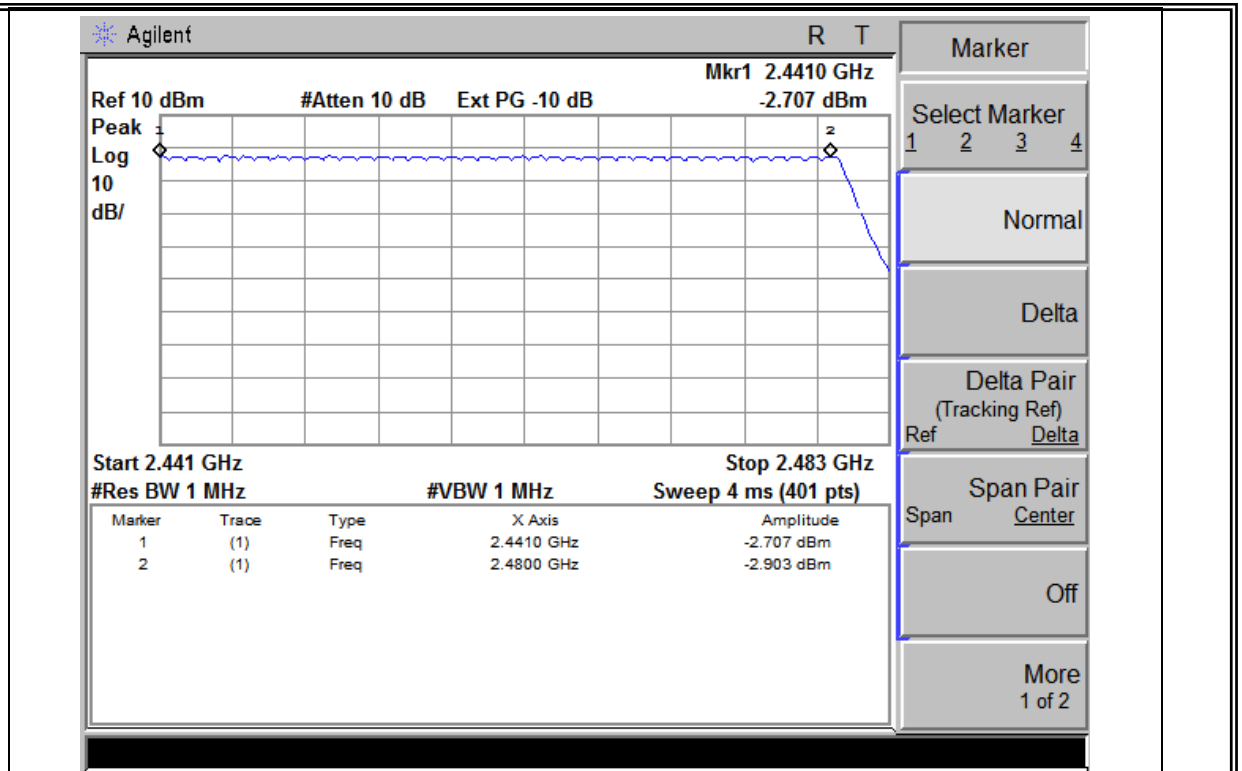 Agilent R T
Mkr1 2.4410 GHz
Ref 10 dBm #Atten 10 dB Ext PG -10 dB -2.707 dBm
Peak
Log
10
dB/
1
2
Start 2.441 GHz Stop 2.483 GHz
#Res BW 1 MHz #VBW 1 MHz Sweep 4 ms (401 pts)
Marker Trace Type X Axis Amplitude
1 (1) Freq 2.4410 GHz -2.707 dBm
2 (1) Freq 2.4800 GHz -2.903 dBm
Marker
Select Marker
1 2 3 4
Normal
Delta
Delta Pair
(Tracking Ref)
Ref Delta
Span Pair
Span Center
Off
More
1 of 2